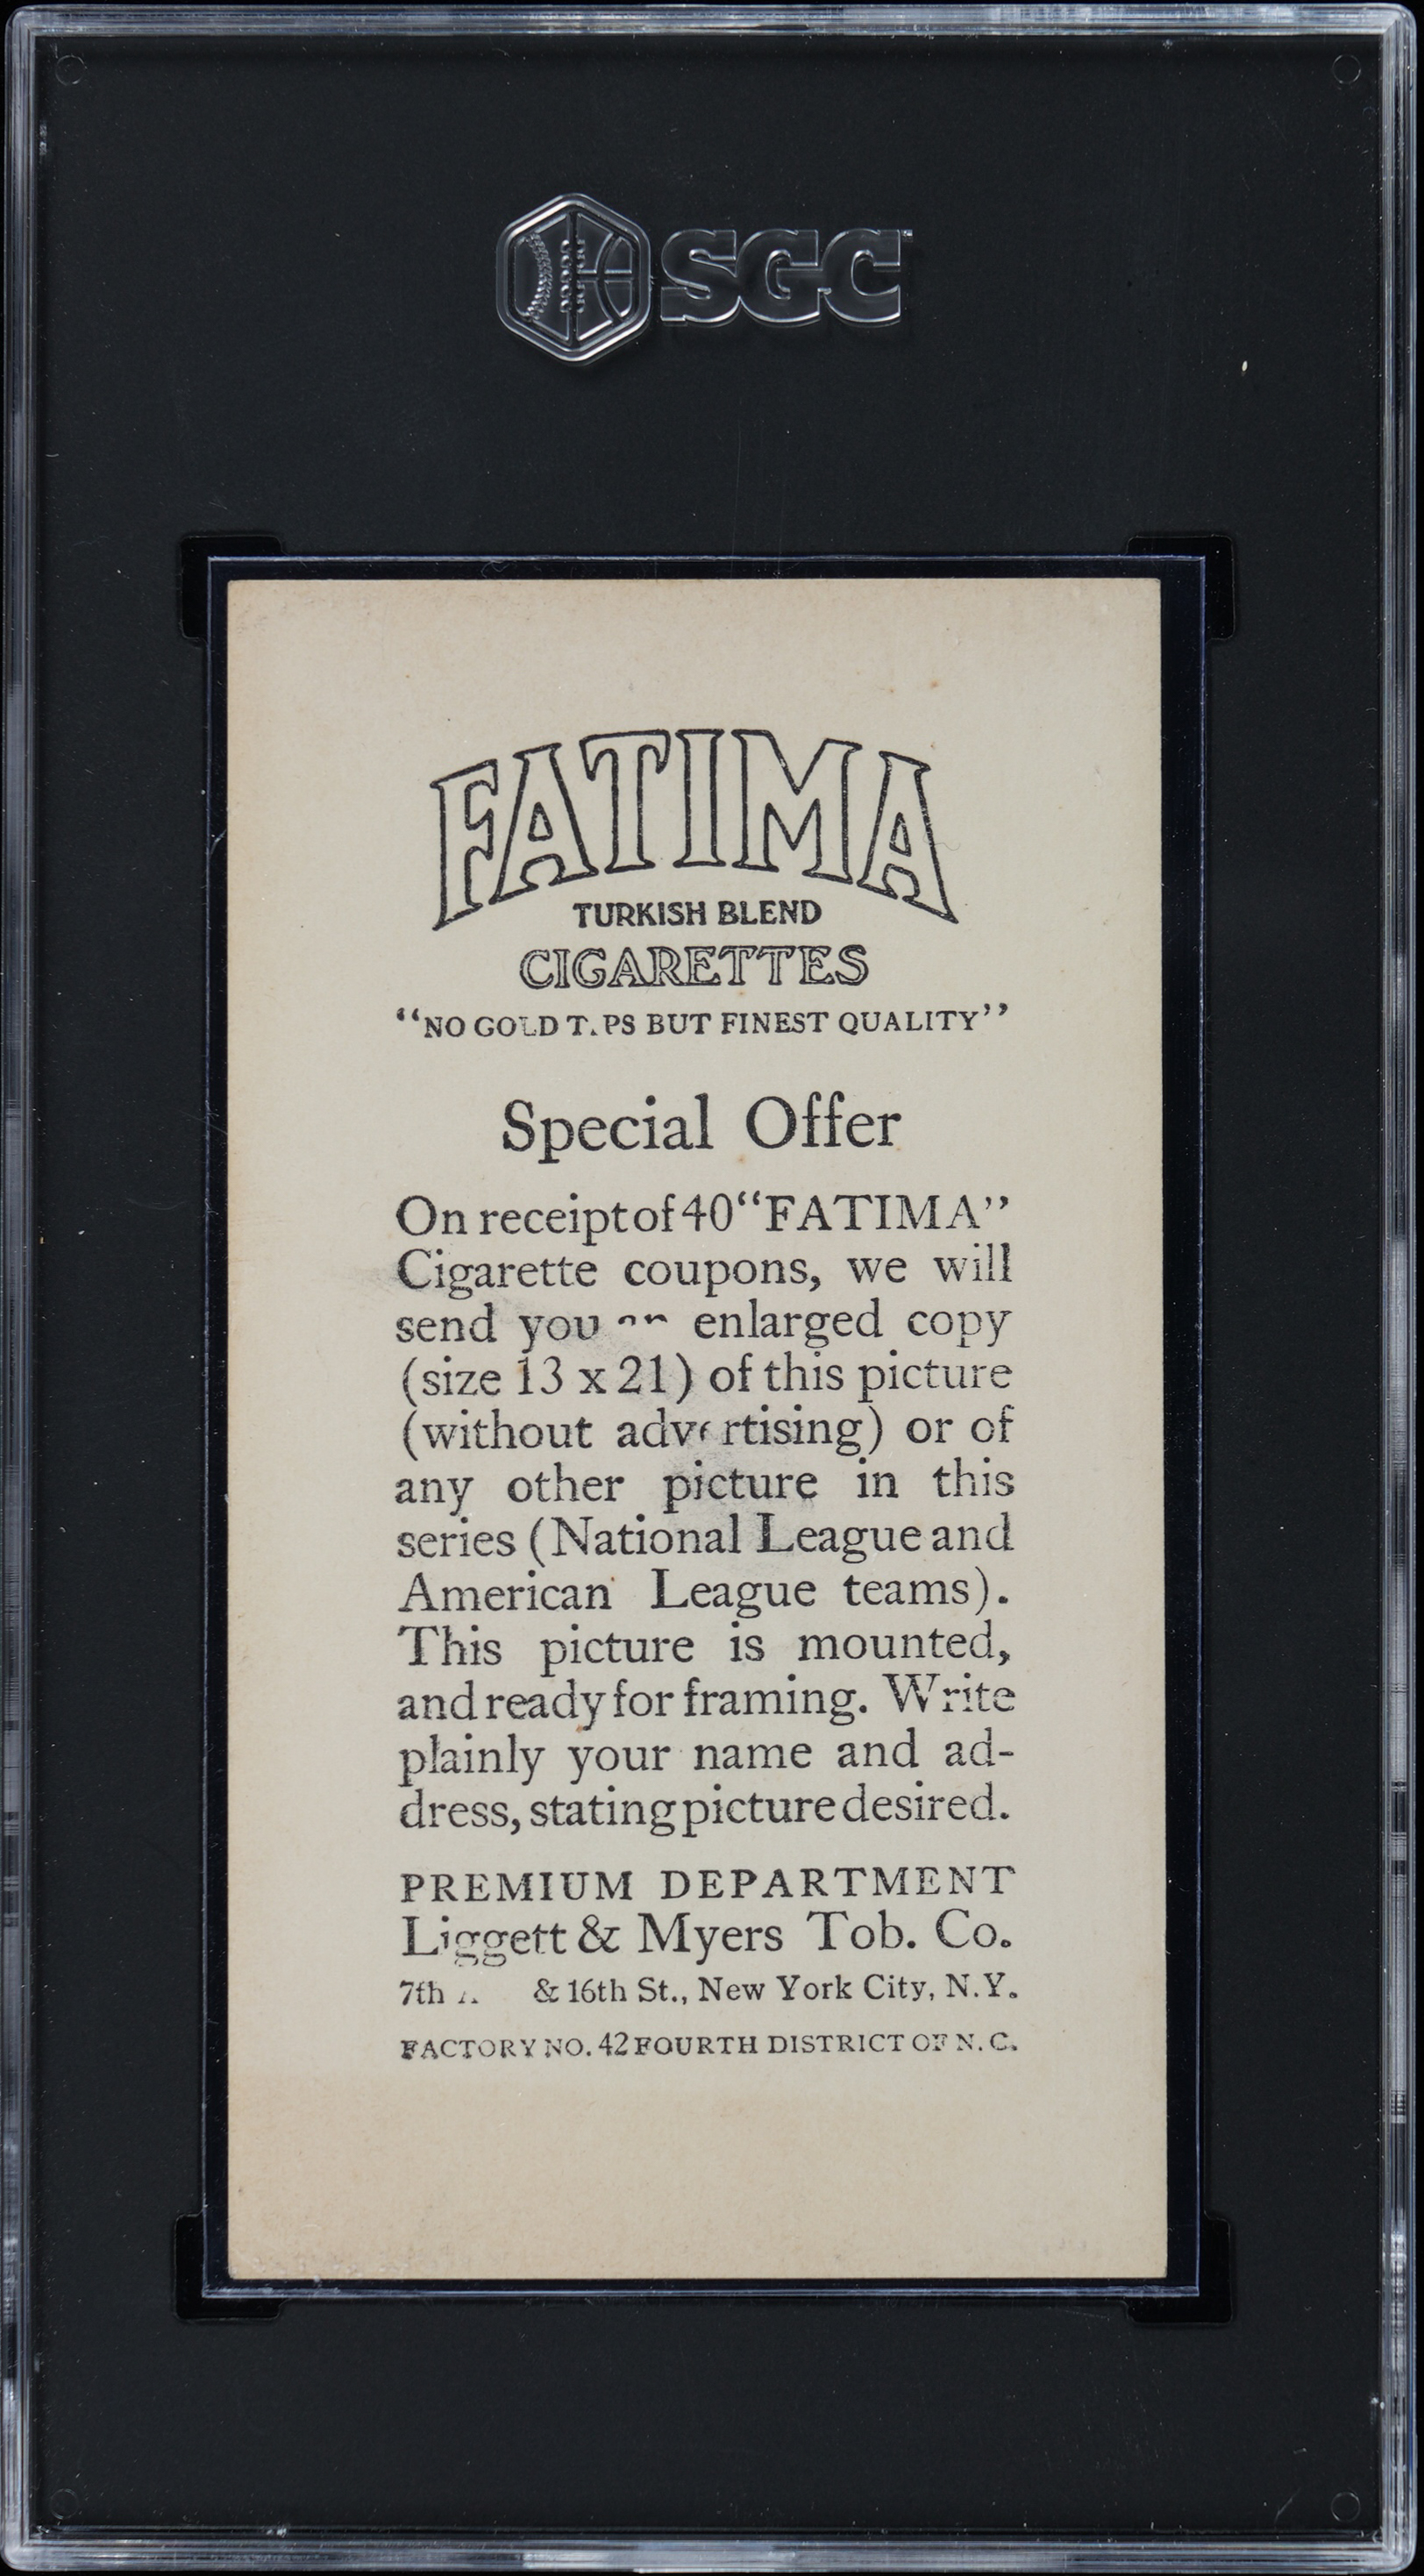 SGC
FATIMA
TURKISH BLEND
CIGARETTES
“NO GOLD T.PS BUT FINEST QUALITY”
Special Offer
On receipt of 40 “FATIMA”
Cigarette coupons, we will
send you enlarged copy
(size 13 x 21) of this picture
(without advertising) or of
any other picture in this
series (National League and
American League teams).
This picture is mounted,
and ready for framing. Write
plainly your name and ad-
dress, stating picture desired.
PREMIUM DEPARTMENT
Liggett & Myers Tob. Co.
7th & 16th St., New York City, N.Y.
FACTORY NO. 42 FOURTH DISTRICT OF N. C.